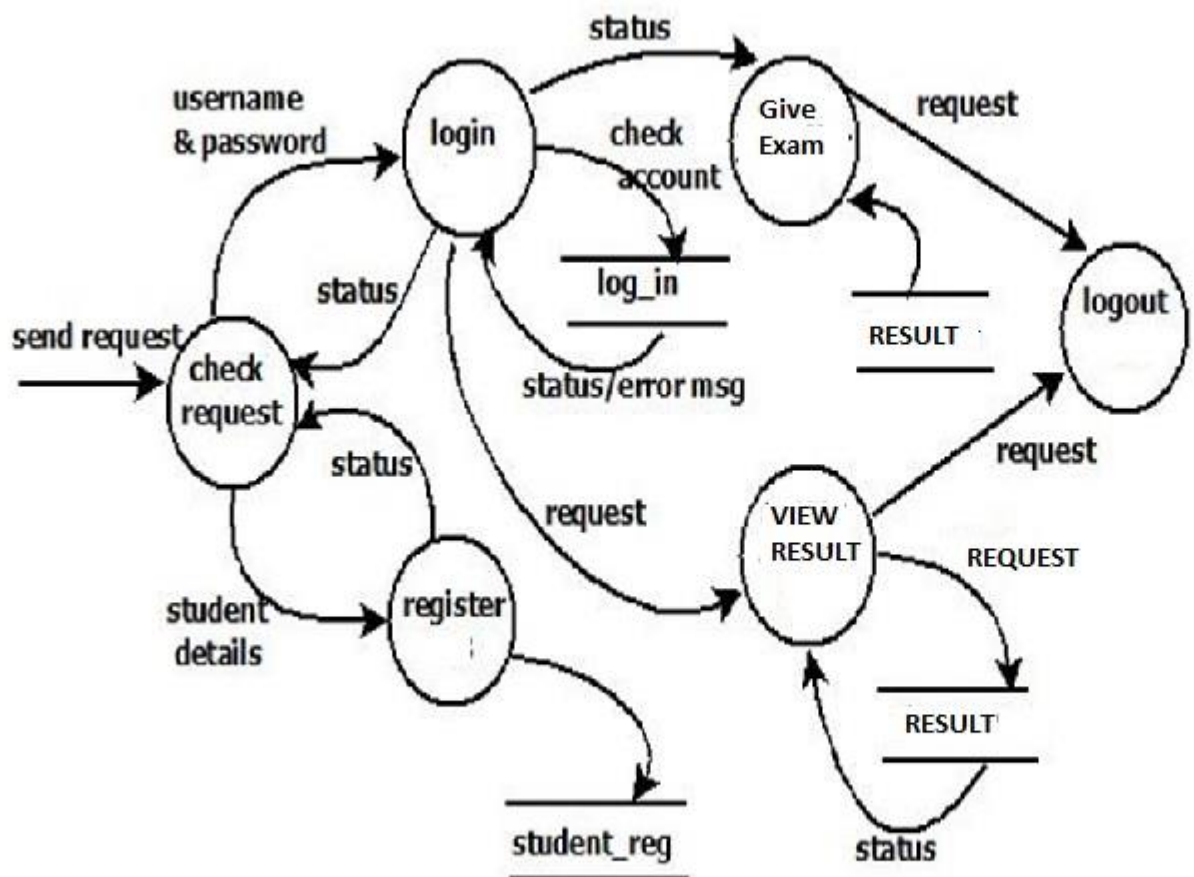 status
username
& password
login
check
account
Give
Exam
request
log_in
status
RESULT
logout
send request
check
request
status/error msg
status
request
request
VIEW
RESULT
REQUEST
student
details
register
RESULT
student_reg
status